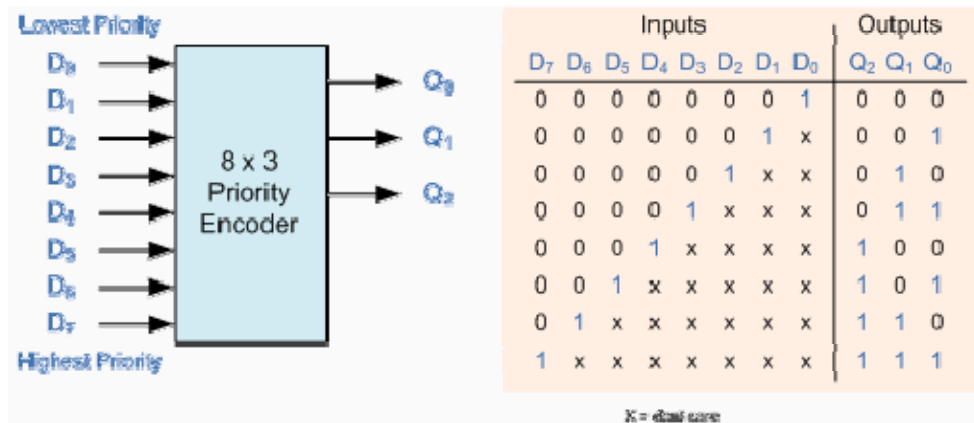 Lowest Priority
D0
D1
D2
D3
D4
D5
D6
D7
Highest Priority
8 x 3
Priority
Encoder
Q0
Q1
Q2
Inputs Outputs
D7 D6 D5 D4 D3 D2 D1 D0 Q2 Q1 Q0
0 0 0 0 0 0 0 1 0 0 0
0 0 0 0 0 0 1 x 0 0 1
0 0 0 0 0 1 x x 0 1 0
0 0 0 0 1 x x x 0 1 1
0 0 0 1 x x x x 1 0 0
0 0 1 x x x x x 1 0 1
0 1 x x x x x x 1 1 0
1 x x x x x x x 1 1 1
X = dont care